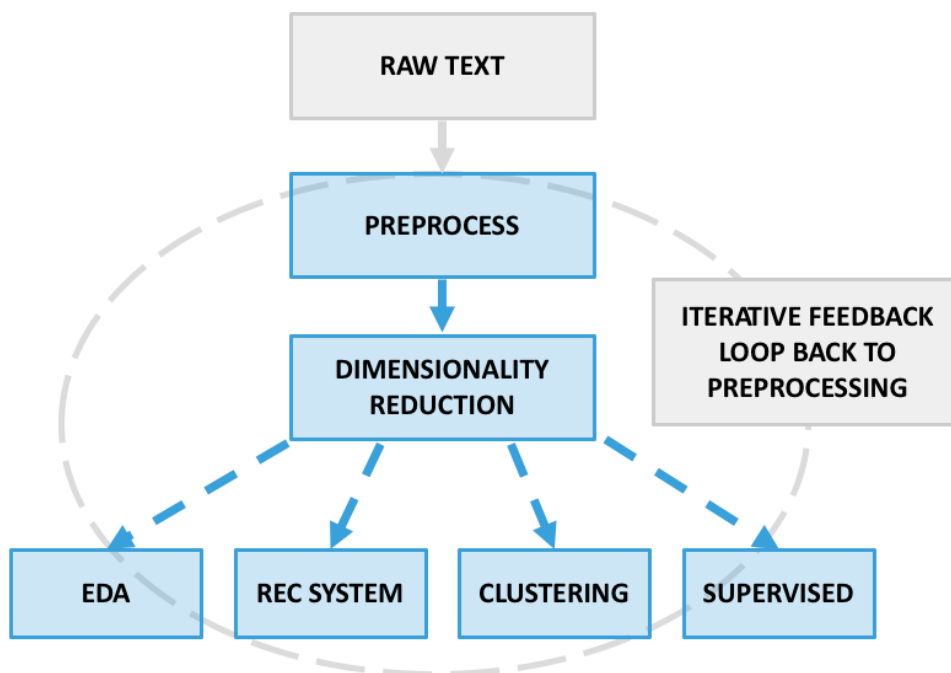 RAW TEXT
PREPROCESS
ITERATIVE FEEDBACK
LOOP BACK TO
PREPROCESSING
DIMENSIONALITY
REDUCTION
EDA
REC SYSTEM
CLUSTERING
SUPERVISED